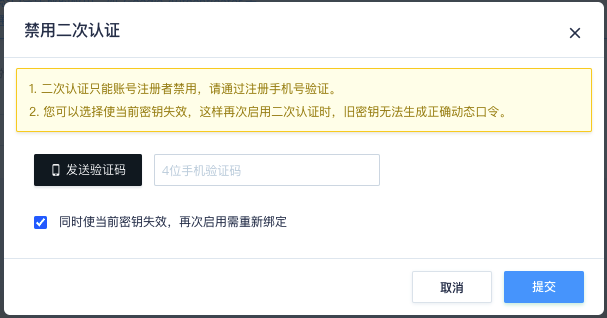 禁用二次认证
1. 二次认证只能账号注册者禁用，请通过注册手机号验证。
2. 您可以选择使当前密钥失效，这样再次启用二次认证时，旧密钥无法生成正确动态口令。
发送验证码
4位手机验证码
同时使当前密钥失效，再次启用需重新绑定
取消
提交